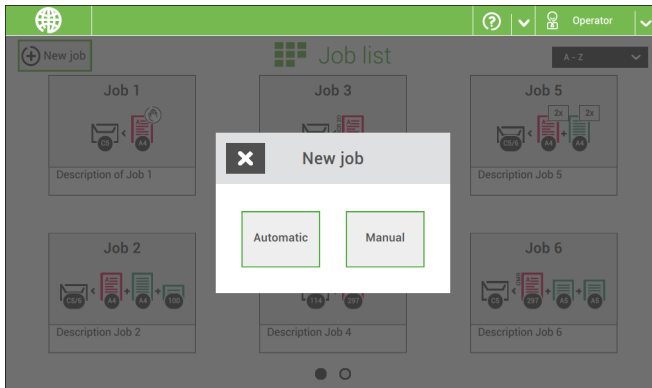 Operator
New job
Job list
A - Z
Job 1
Job 3
Job 5
2x
2x
C5
A4
C5/6
A4
A4
Description of Job 1
Description Job 5
New job
Automatic
Manual
Job 2
Job 6
C5/6
A4
A4
100
114
297
297
A5
A5
Description Job 2
Description Job 4
Description Job 6